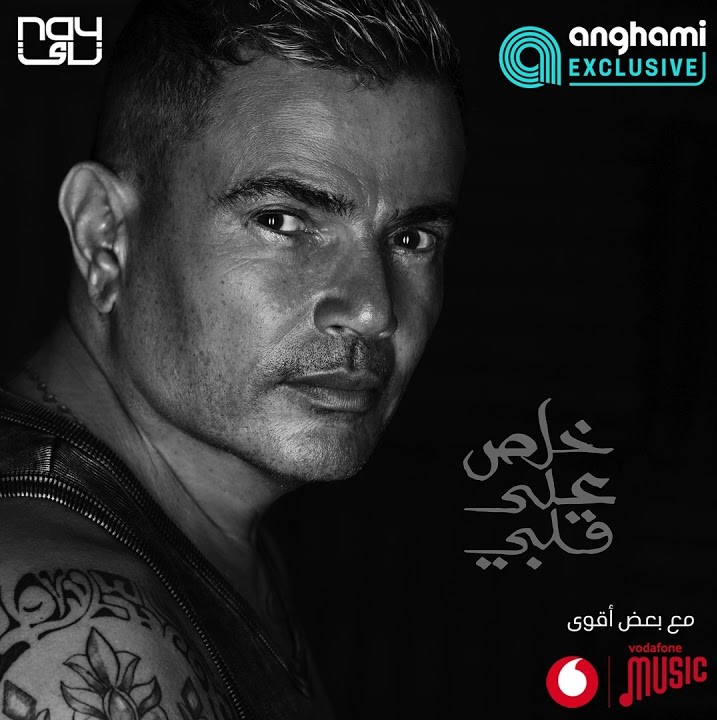 nay
ناي
anghami
EXCLUSIVE
خلص
على
قلبي
مع بعض أقوى
vodafone
MUSIC